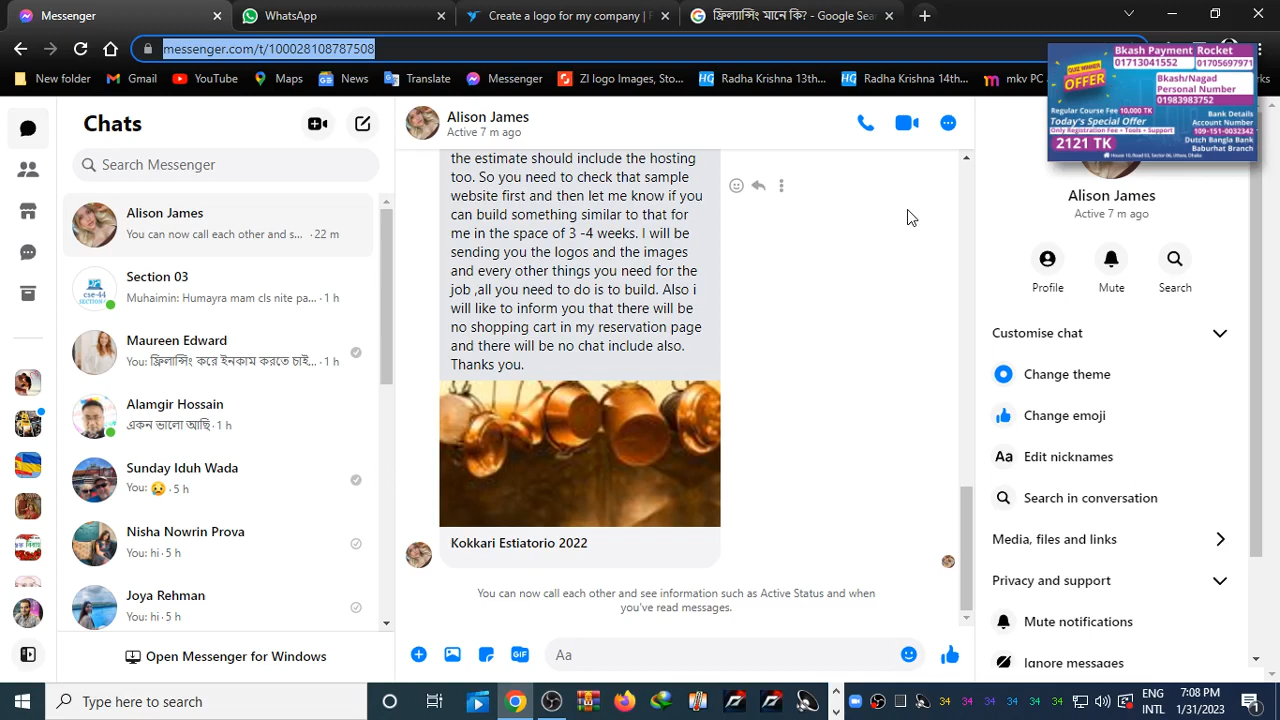 Messenger
WhatsApp
Create a logo for my company | F
ফ্রিল্যান্সিং মানে কি? - Google Sear
messenger.com/t/100028108787508
New folder
Gmail
YouTube
Maps
News
Translate
Messenger
ZI logo Images, Sto...
Radha Krishna 13th...
Radha Krishna 14th...
mkv PC
Bkash Payment Rocket
01713041552 01705697971
QUIZ WINNER
OFFER
Bkash/Nagad
Personal Number
01983983752
Regular Course Fee 10,000 TK
Today's Special Offer
Only Registration Fee + Tools + Support
2121 TK
Bank Details
Account Number
109-151-0032342
Dutch Bangla Bank
Baburhat Branch
Chats
Search Messenger
Alison James
You can now call each other and s... · 22 m
Section 03
Muhaimin: Humayra mam cls nite pa... · 1 h
Maureen Edward
You: ফ্রিলান্সিং করে ইনকাম করতে চাই... · 1 h
Alamgir Hossain
একন ভালো আছি · 1 h
Sunday Iduh Wada
You: 😥 · 5 h
Nisha Nowrin Prova
You: hi · 5 h
Joya Rehman
You: hi · 5 h
Open Messenger for Windows
Alison James
Active 7 m ago
the estimate should include the hosting
too. So you need to check that sample
website first and then let me know if you
can build something similar to that for
me in the space of 3 -4 weeks. I will be
sending you the logos and the images
and every other things you need for the
job ,all you need to do is to build. Also i
will like to inform you that there will be
no shopping cart in my reservation page
and there will be no chat include also.
Thanks you.
Kokkari Estiatorio 2022
You can now call each other and see information such as Active Status and when
you've read messages.
GIF
Aa
Alison James
Active 7 m ago
Profile
Mute
Search
Customise chat
Change theme
Change emoji
Aa Edit nicknames
Search in conversation
Media, files and links
Privacy and support
Mute notifications
Ignore messages
Type here to search
34 34 34 34 34
ENG
INTL
7:08 PM
1/31/2023